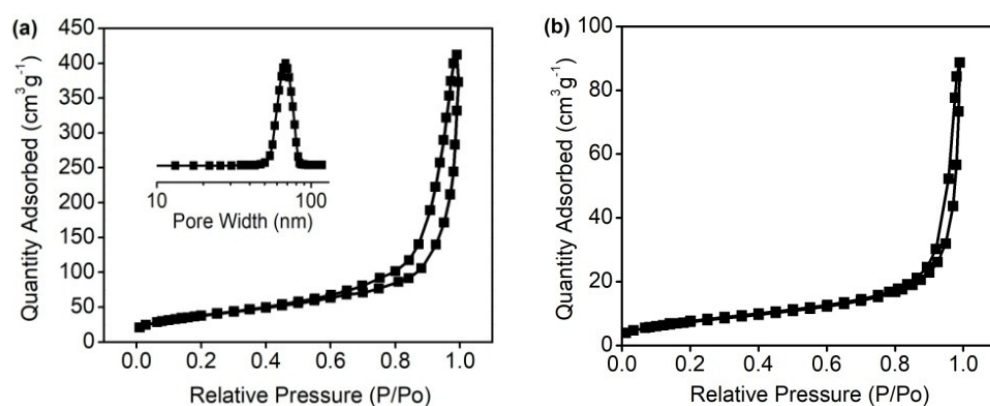 (a)
450
400
350
300
250
200
150
100
50
0
Quantity Adsorbed (cm³g⁻¹)
10 100
Pore Width (nm)
0.0 0.2 0.4 0.6 0.8 1.0
Relative Pressure (P/Po)
(b)
100
80
60
40
20
0
Quantity Adsorbed (cm³g⁻¹)
0.0 0.2 0.4 0.6 0.8 1.0
Relative Pressure (P/Po)